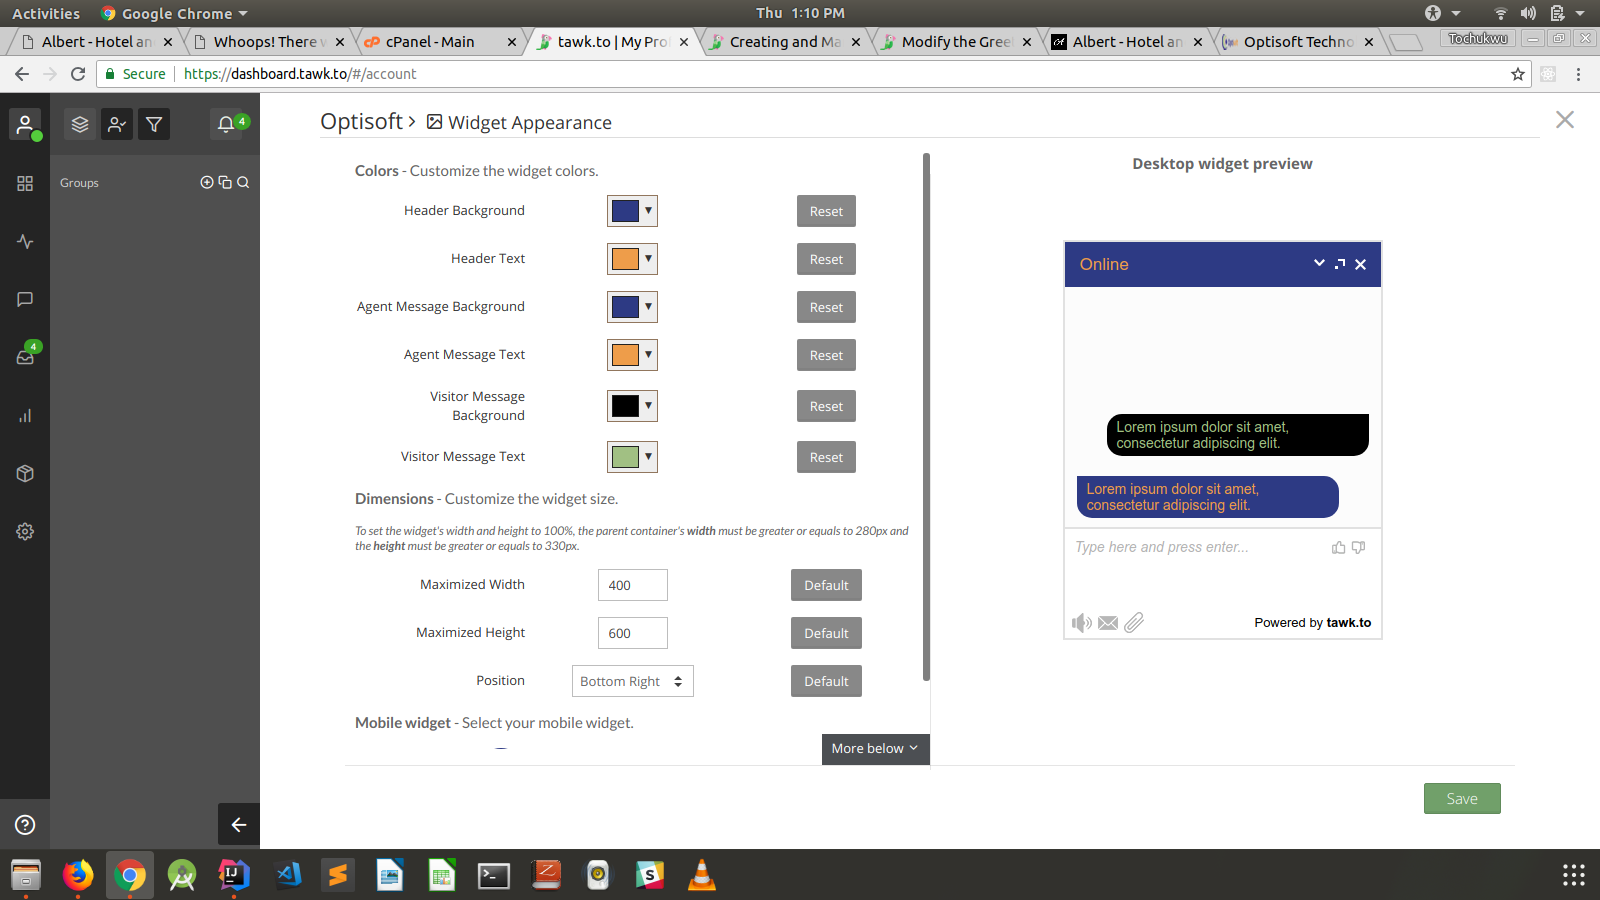 Activities
Google Chrome
Thu 1:10 PM
Albert - Hotel an
Whoops! There
cPanel - Main
tawk.to | My Pro
Creating and Ma
Modify the Gree
Albert - Hotel an
Optisoft Techno
Tochukwu
Secure
https://dashboard.tawk.to/#/account
4
Groups
4
Optisoft >
Widget Appearance
Colors - Customize the widget colors.
Header Background
Reset
Header Text
Reset
Agent Message Background
Reset
Agent Message Text
Reset
Visitor Message
Background
Reset
Visitor Message Text
Reset
Dimensions - Customize the widget size.
To set the widget's width and height to 100%, the parent container's width must be greater or equals to 280px and
the height must be greater or equals to 330px.
Maximized Width
400
Default
Maximized Height
600
Default
Position
Bottom Right
Default
Mobile widget - Select your mobile widget.
More below
Desktop widget preview
Online
Lorem ipsum dolor sit amet,
consectetur adipiscing elit.
Lorem ipsum dolor sit amet,
consectetur adipiscing elit.
Type here and press enter...
Powered by tawk.to
Save